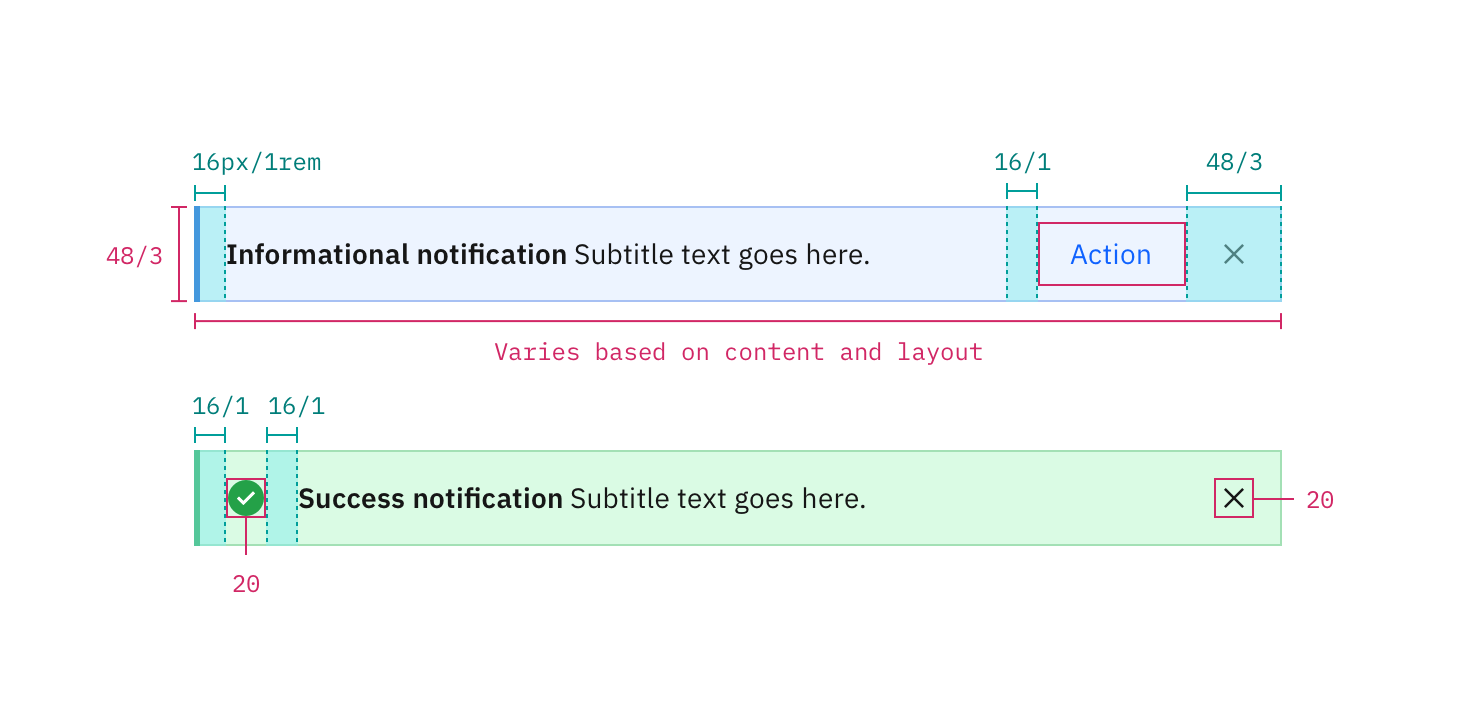 16px/1rem 16/1 48/3
48/3 Informational notification Subtitle text goes here. Action
Varies based on content and layout
16/1 16/1
Success notification Subtitle text goes here. 20
20